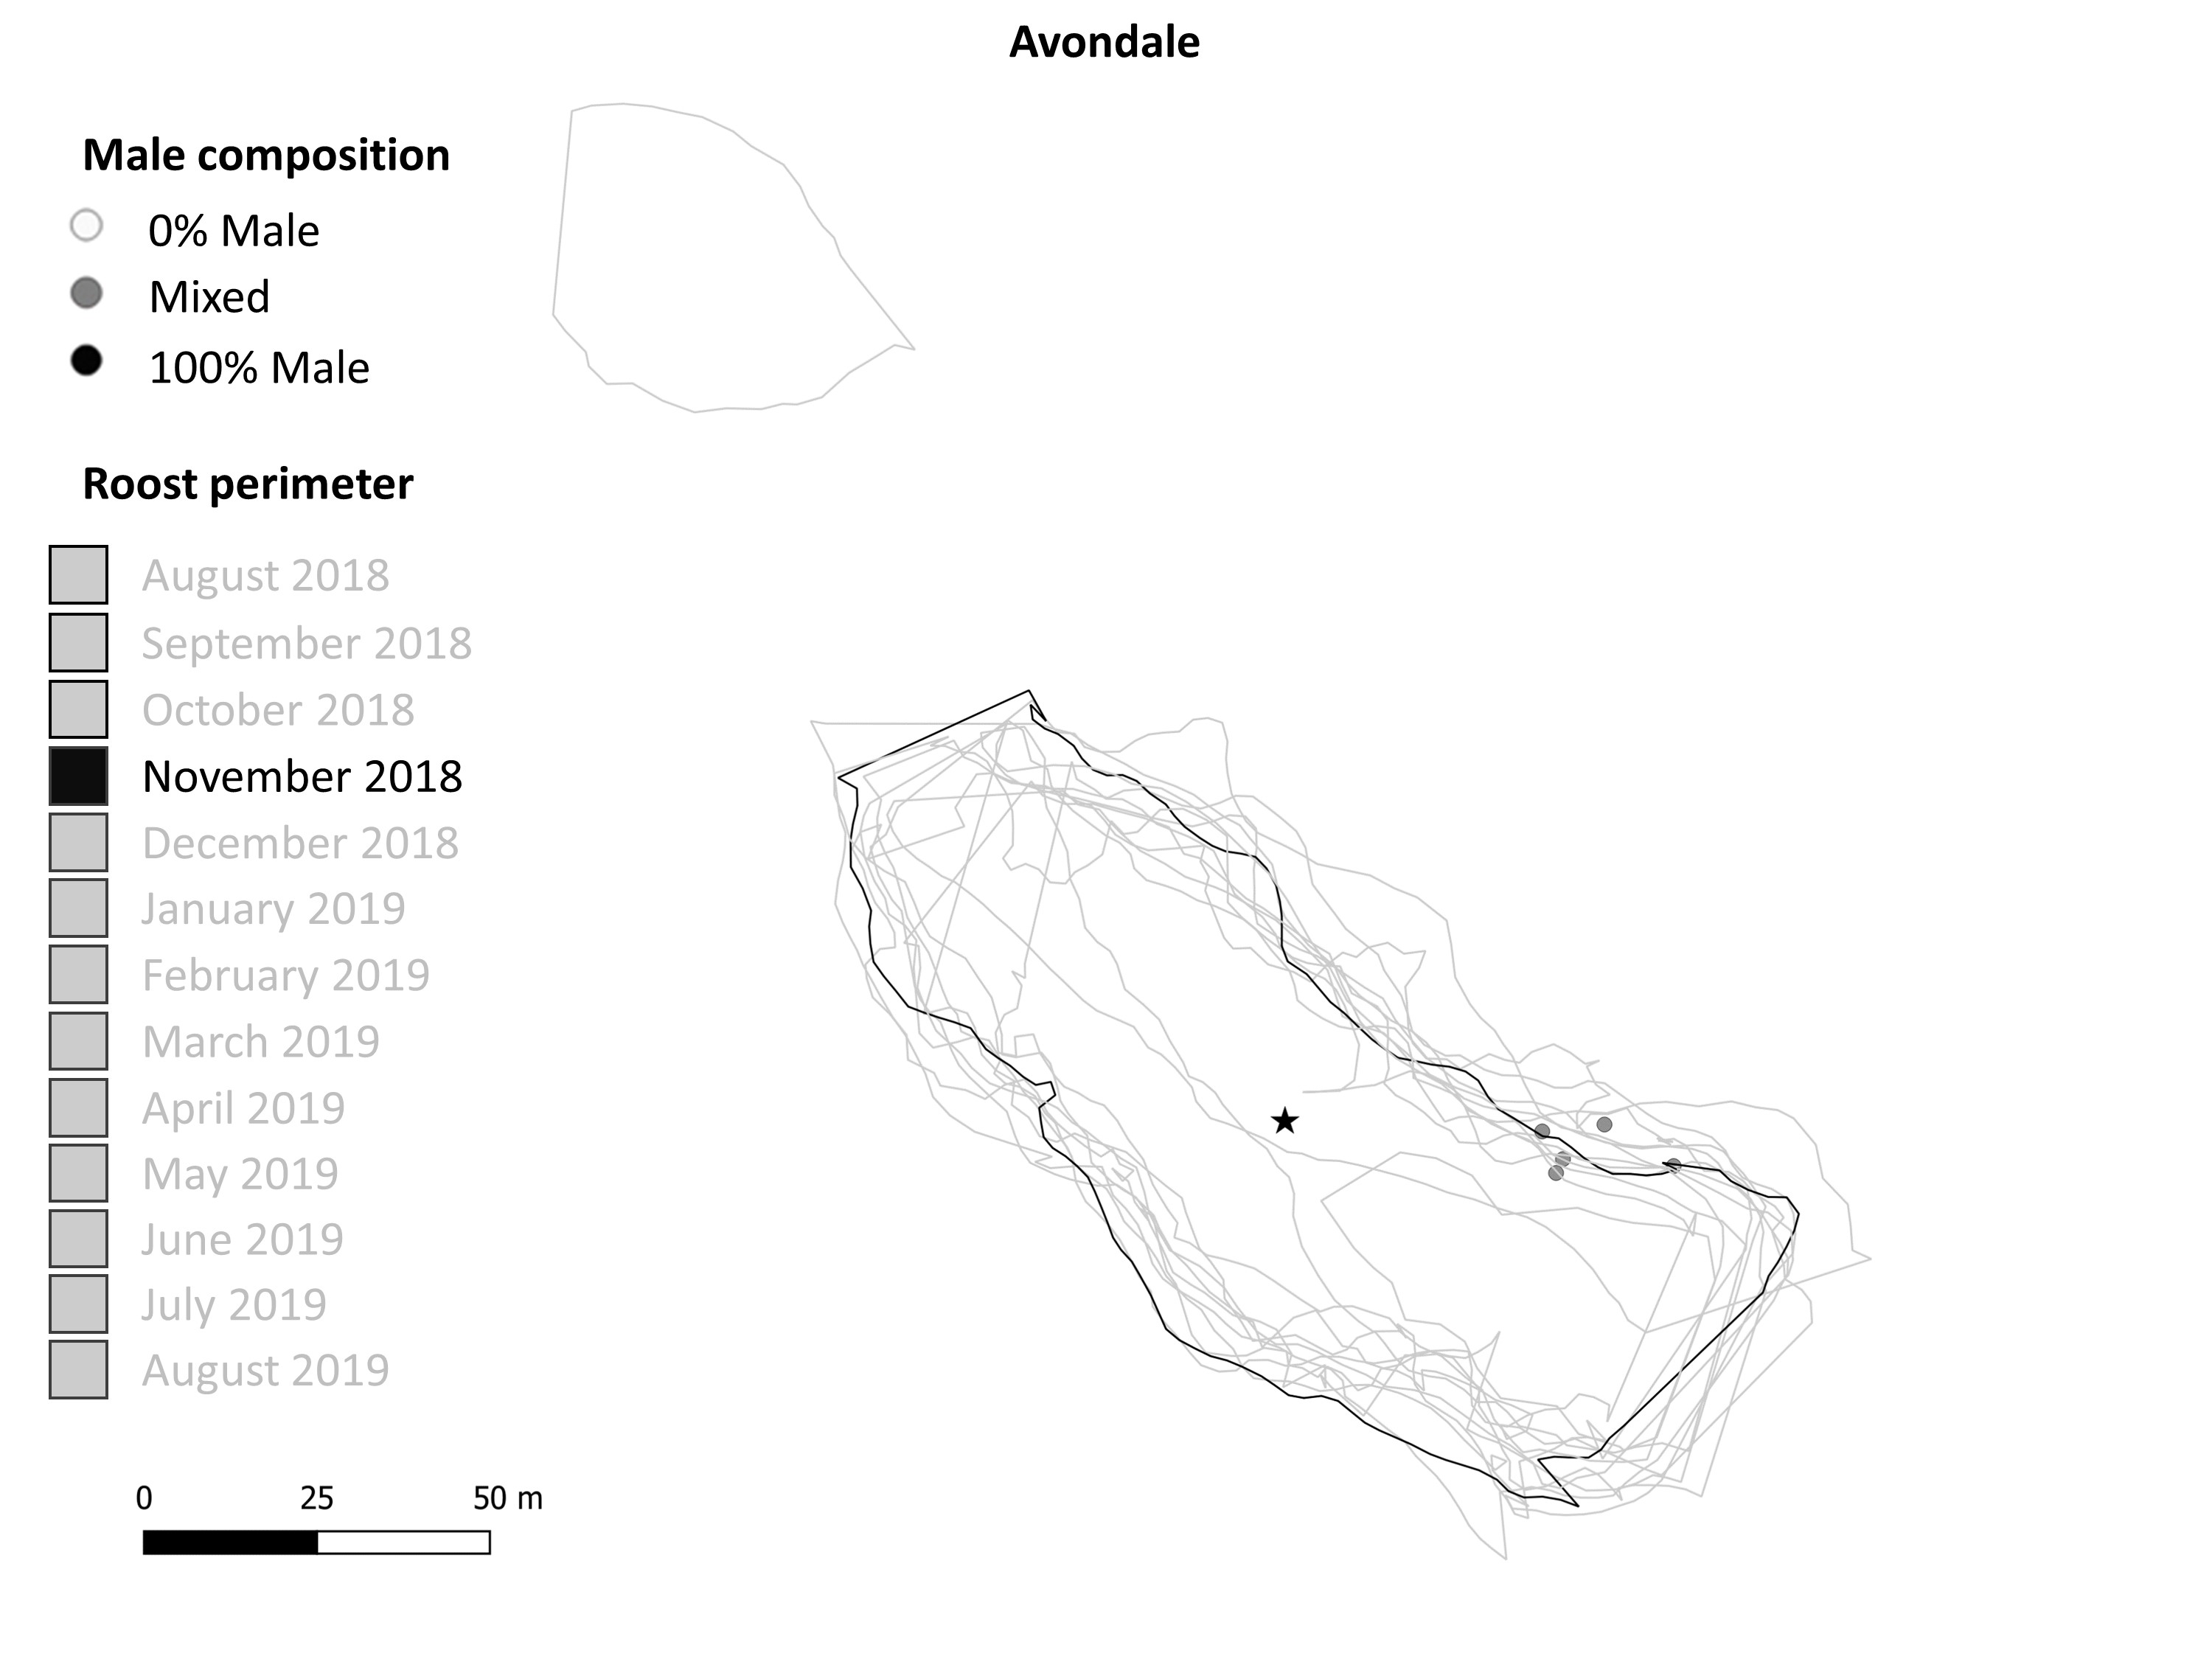 Avondale
Male composition
0% Male
Mixed
100% Male
Roost perimeter
August 2018
September 2018
October 2018
November 2018
December 2018
January 2019
February 2019
March 2019
April 2019
May 2019
June 2019
July 2019
August 2019
0 25 50 m